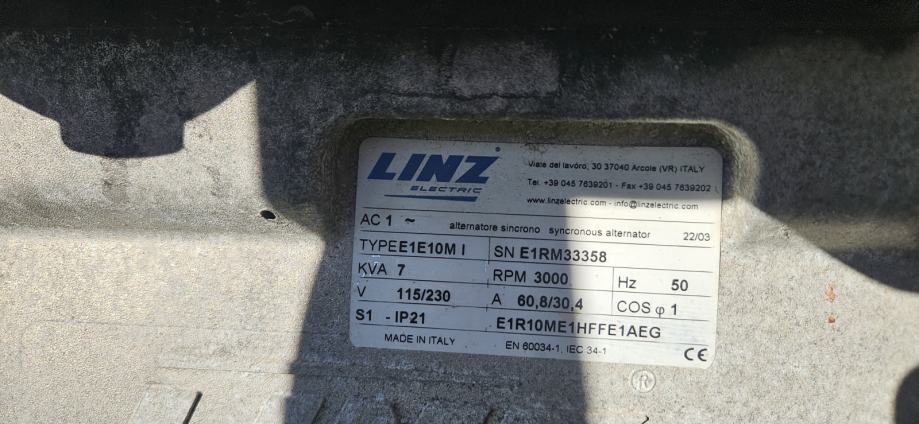 LINZ
ELECTRIC
Viale del lavoro, 30 37040 Arcole (VR) ITALY
Tel. +39 045 7639201 - Fax +39 045 7639202
www.linzelectric.com - info@linzelectric.com
AC 1 ~ alternatore sincrono synchronous alternator 22/03
TYPE E1E10M I SN E1RM33358
KVA 7 RPM 3000 Hz 50
V 115/230 A 60,8/30,4 COS φ 1
S1 - IP21 E1R10ME1HFFE1AEG
MADE IN ITALY EN 60034-1, IEC 34-1 CE
®